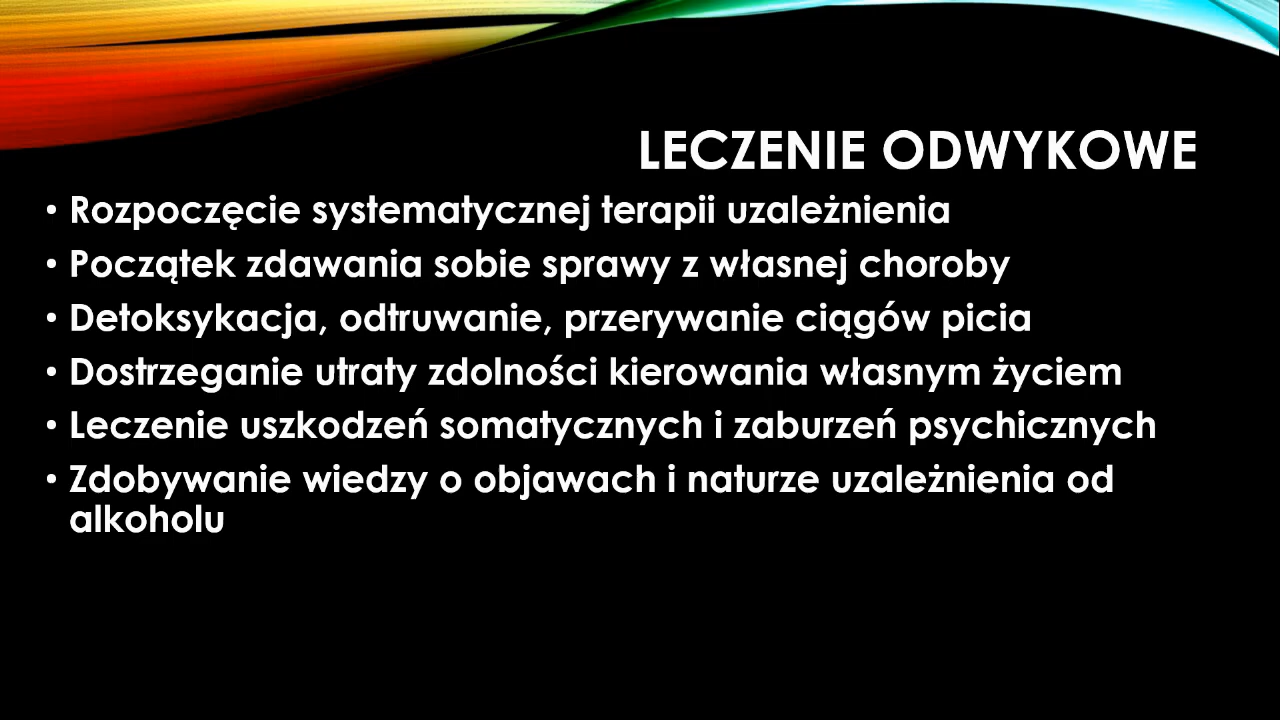 LECZENIE ODWYKOWE
• Rozpoczęcie systematycznej terapii uzależnienia
• Początek zdawania sobie sprawy z własnej choroby
• Detoksykacja, odtruwanie, przerywanie ciągów picia
• Dostrzeganie utraty zdolności kierowania własnym życiem
• Leczenie uszkodzeń somatycznych i zaburzeń psychicznych
• Zdobywanie wiedzy o objawach i naturze uzależnienia od
alkoholu